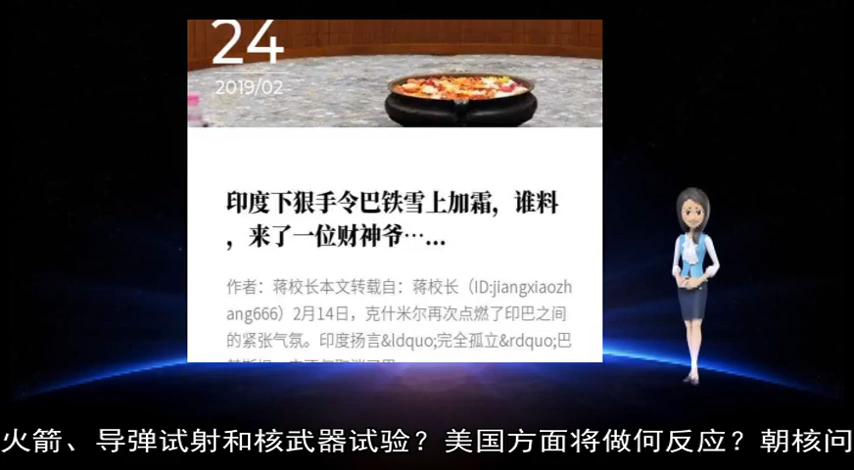 24
2019/02
印度下狠手令巴铁雪上加霜，谁料
，来了一位财神爷……
作者：蒋校长本文转载自：蒋校长（ID:jiangxiaozh
ang666）2月14日，克什米尔再次点燃了印巴之间
的紧张气氛。印度扬言&ldquo;完全孤立&rdquo;巴
火箭、导弹试射和核武器试验？美国方面将做何反应？朝核问